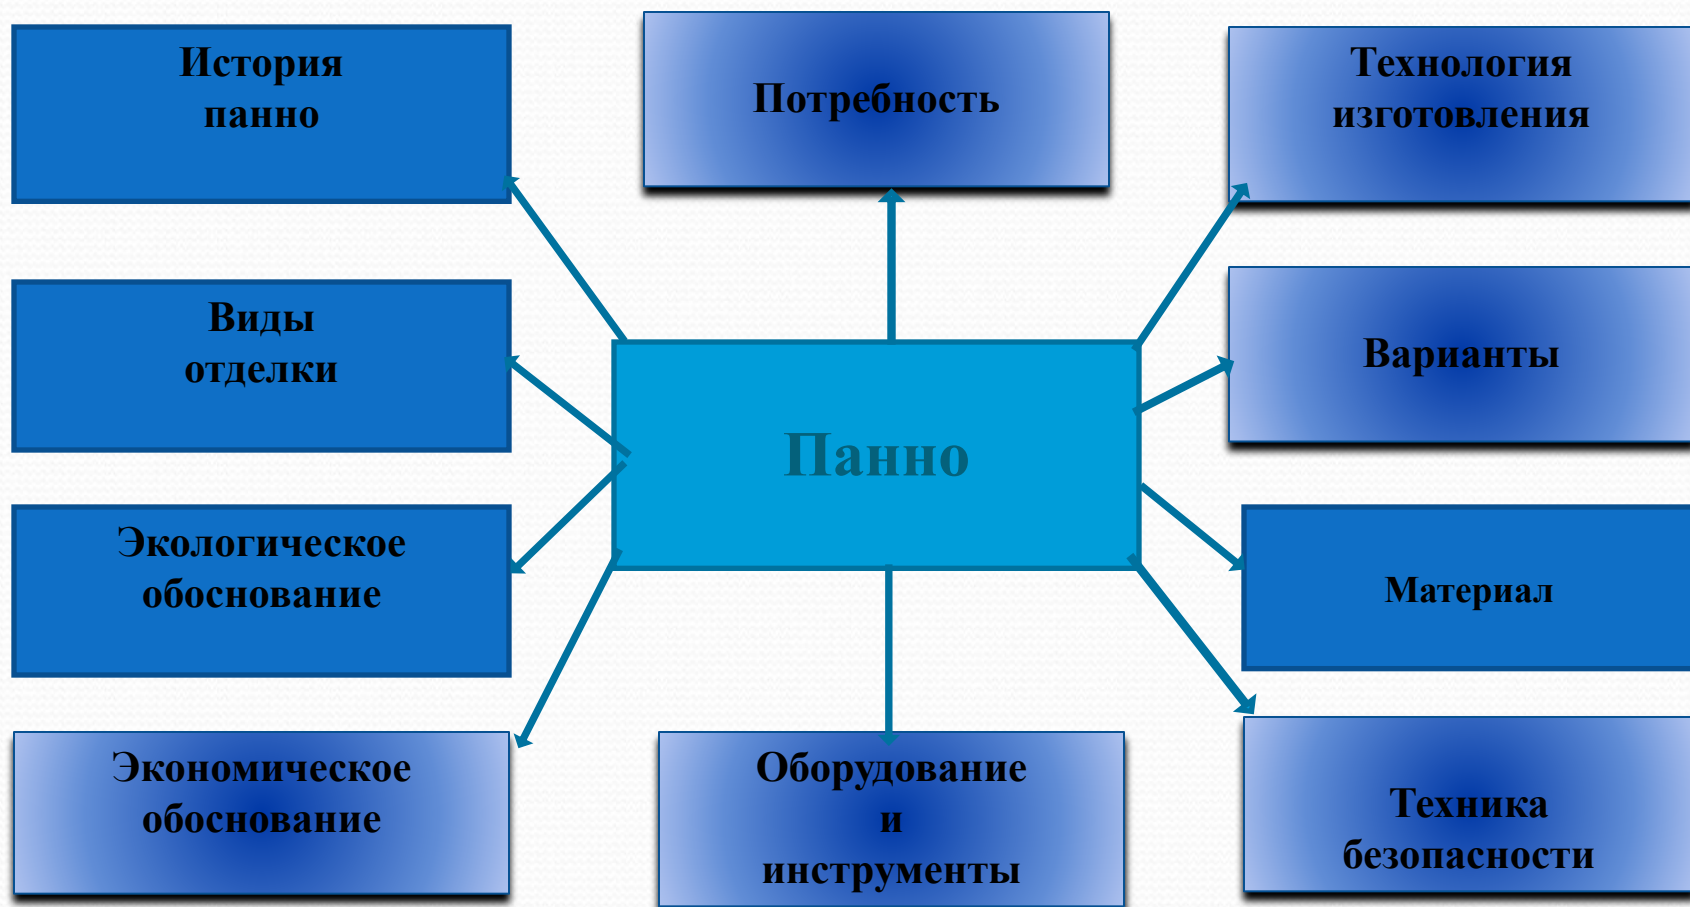 История
панно
Потребность
Технология
изготовления
Виды
отделки
Варианты
Панно
Экологическое
обоснование
Материал
Экономическое
обоснование
Оборудование
и
инструменты
Техника
безопасности